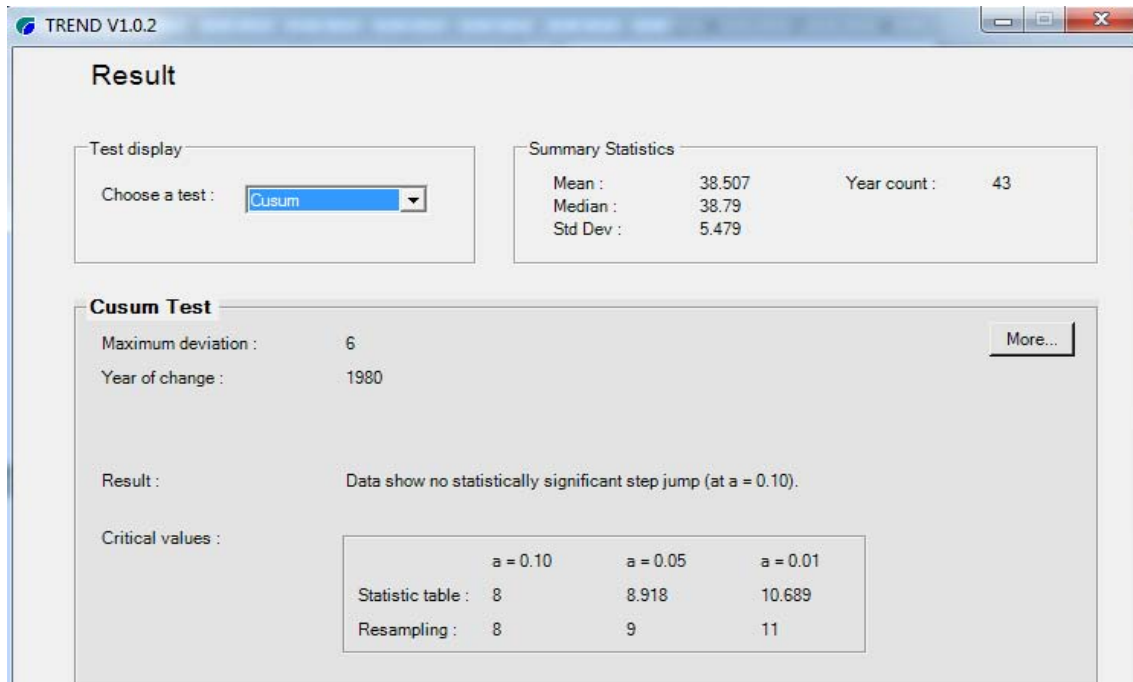 TREND V1.0.2
Result
Test display
Choose a test : Cusum
Summary Statistics
Mean : 38.507 Year count : 43
Median : 38.79
Std Dev : 5.479
Cusum Test
Maximum deviation : 6 More...
Year of change : 1980
Result : Data show no statistically significant step jump (at a = 0.10).
Critical values :
a = 0.10 a = 0.05 a = 0.01
Statistic table : 8 8.918 10.689
Resampling : 8 9 11